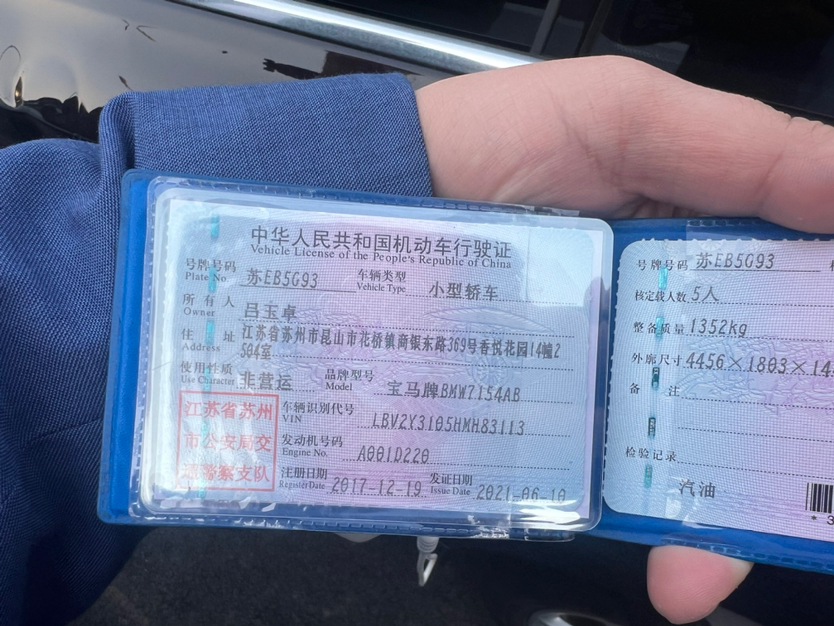 中华人民共和国机动车行驶证
Vehicle License of the People's Republic of China
号牌号码 苏EB5G93 车辆类型 小型轿车
Plate No. Vehicle Type
所有人 吕玉卓
Owner
住址 江苏省苏州市昆山市花桥镇商银东路369号香悦花园14幢2
Address 504室
使用性质 非营运 品牌型号 宝马牌BMW7154AB
Use Character Model
江苏省苏州
市公安局交
通警察支队
车辆识别代号 LBV2Y3105HMH83113
VIN
发动机号码 A001D220
Engine No.
注册日期 2017-12-19 发证日期 2021-06-10
Register Date Issue Date
号牌号码 苏EB5G93
核定载人数 5人
整备质量 1352kg
外廓尺寸 4456×1803×14
备注
检验记录
汽油